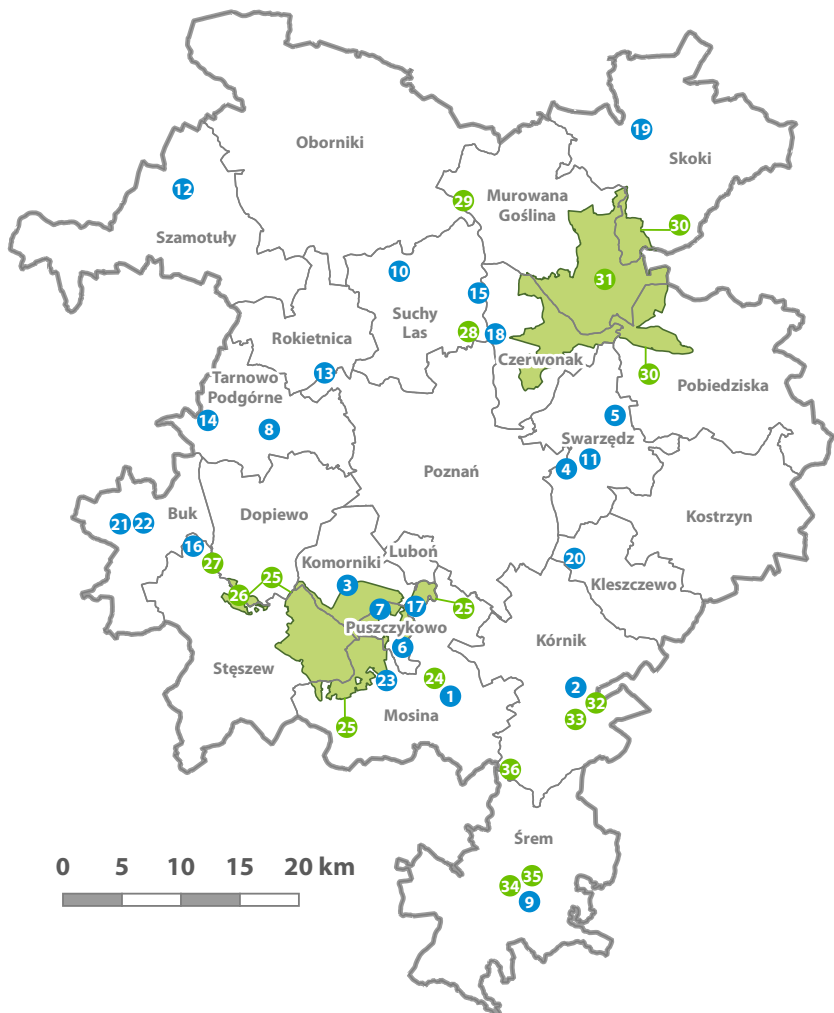 19
Oborniki
Skoki
12
Murowana
Goślina
29
30
Szamotuły
10
31
15
Suchy
Las
28
18
Rokietnica
Czerwonak
13
30
Tarnowo
Podgórne
Pobiedziska
14
8
5
Swarzędz
11
4
Poznań
Buk
Dopiewo
Kostrzyn
21
22
16
Luboń
Komorniki
20
27
25
3
Kleszczewo
26
7
17
25
Puszczykowo
6
Kórnik
Stęszew
23
24
1
2
32
Mosina
33
25
36
Śrem
0 5 10 15 20 km
35
34
9